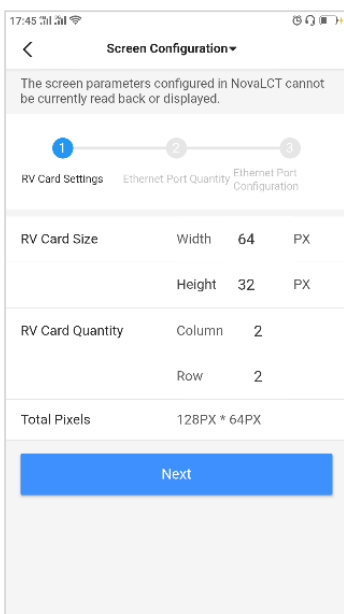 17:45
Screen Configuration
The screen parameters configured in NovaLCT cannot
be currently read back or displayed.
1 2 3
RV Card Settings Ethernet Port Quantity Ethernet Port
Configuration
RV Card Size Width 64 PX
Height 32 PX
RV Card Quantity Column 2
Row 2
Total Pixels 128PX * 64PX
Next